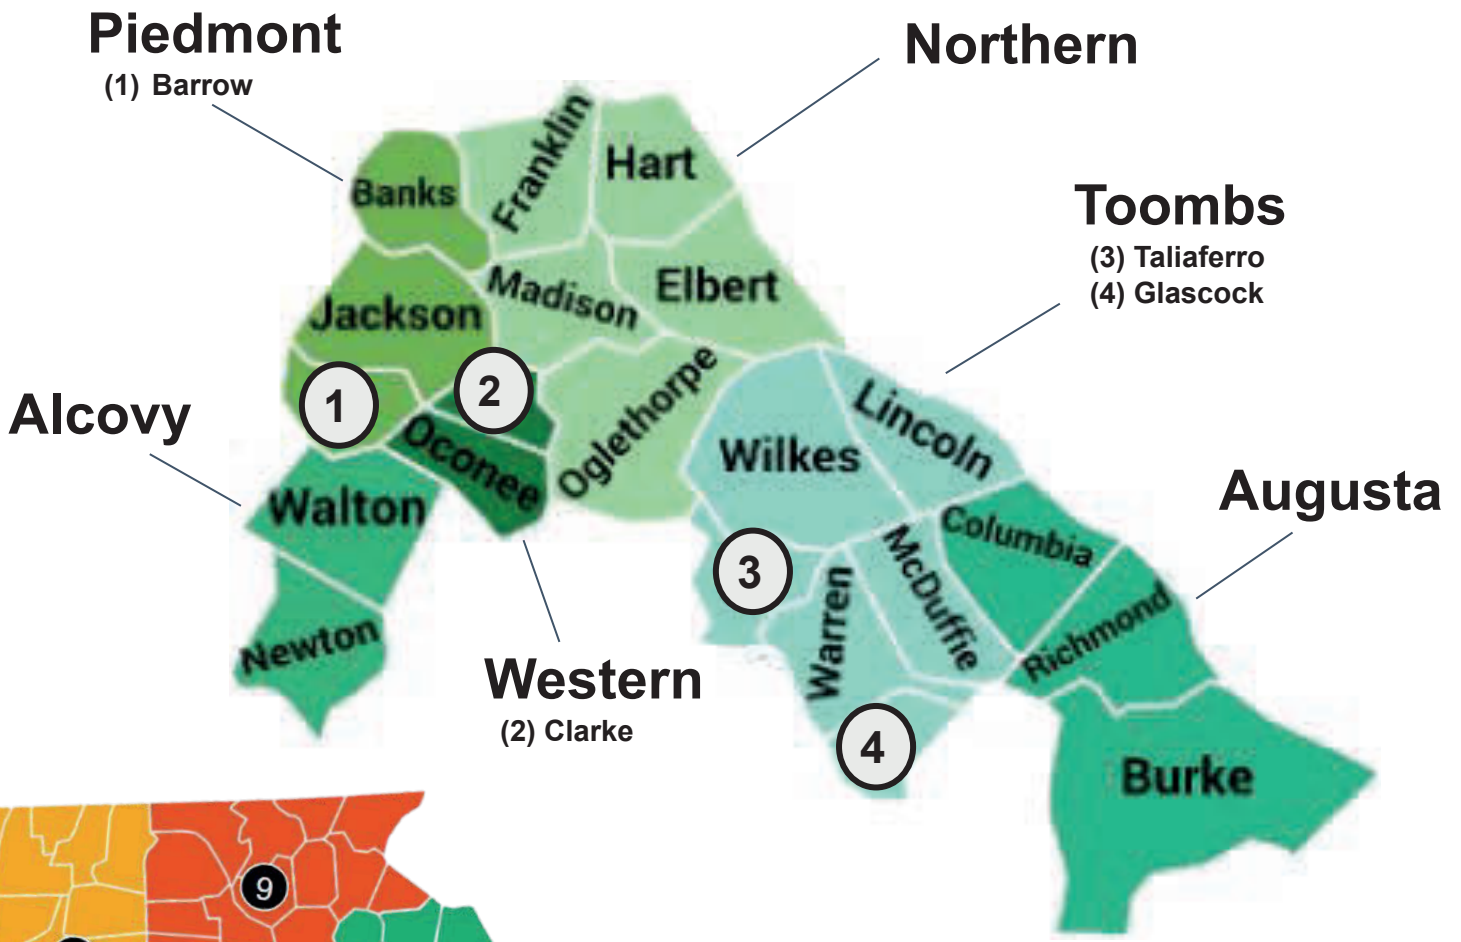 Piedmont
(1) Barrow
Northern
Franklin
Hart
Banks
Toombs
(3) Taliaferro
(4) Glascock
Madison
Elbert
Jackson
1
2
Oglethorpe
Lincoln
Alcovy
Oconee
Wilkes
Walton
Augusta
Columbia
3
McDuffie
Warren
Richmond
Newton
Western
(2) Clarke
4
Burke
9